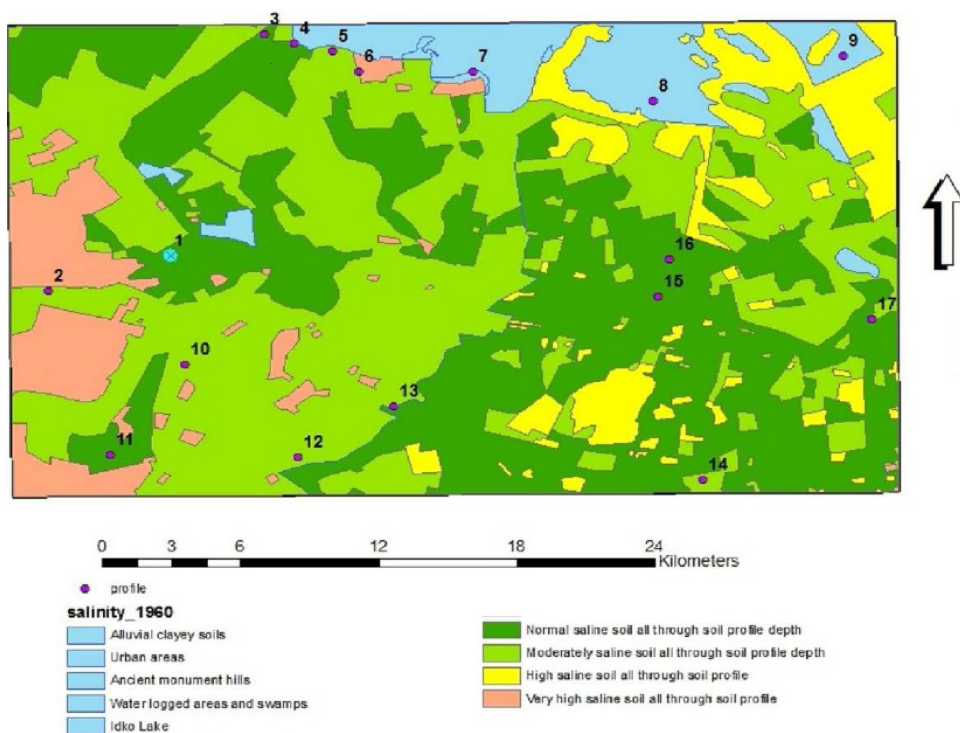 3
4
5
6
7
8
9
1
2
16
15
17
10
13
11
12
14
0 3 6 12 18 24
Kilometers
profile
salinity_1960
Alluvial clayey soils
Urban areas
Ancient monument hills
Water logged areas and swamps
Idko Lake
Normal saline soil all through soil profile depth
Moderately saline soil all through soil profile depth
High saline soil all through soil profile
Very high saline soil all through soil profile